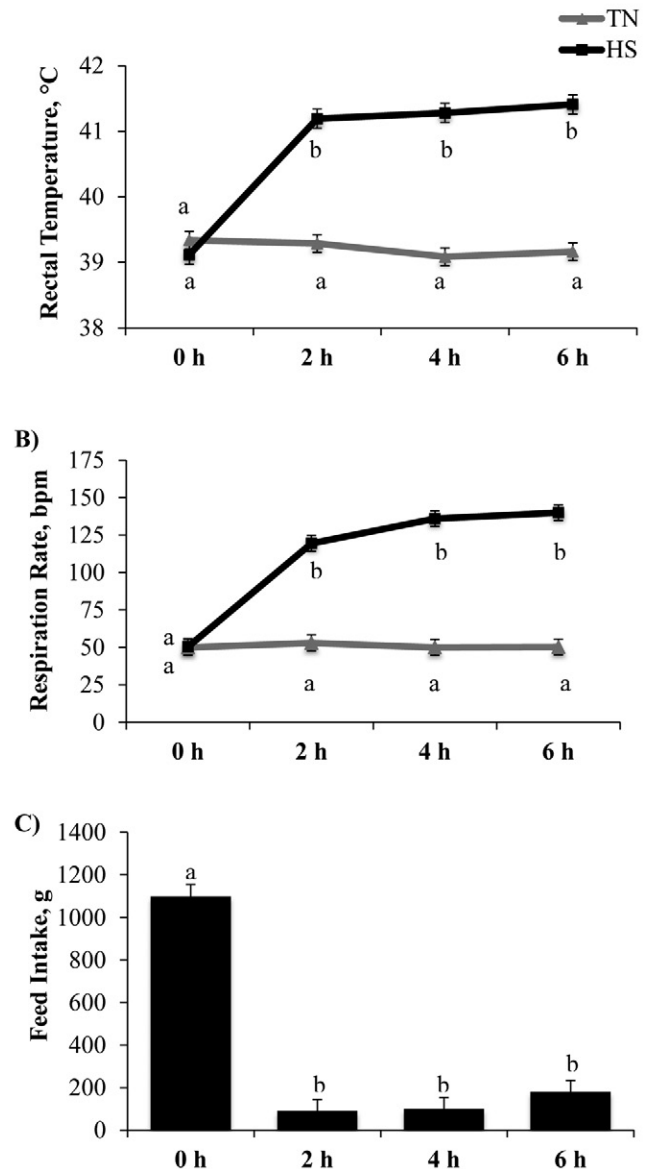 TN
HS
Rectal Temperature, °C
42
41
40
39
38
a
b
b
b
a
a
a
a
0 h 2 h 4 h 6 h
B)
Respiration Rate, bpm
175
150
125
100
75
50
25
0
b
b
b
a
a
a
a
a
0 h 2 h 4 h 6 h
C)
Feed Intake, g
1400
1200
1000
800
600
400
200
0
a
b
b
b
0 h 2 h 4 h 6 h